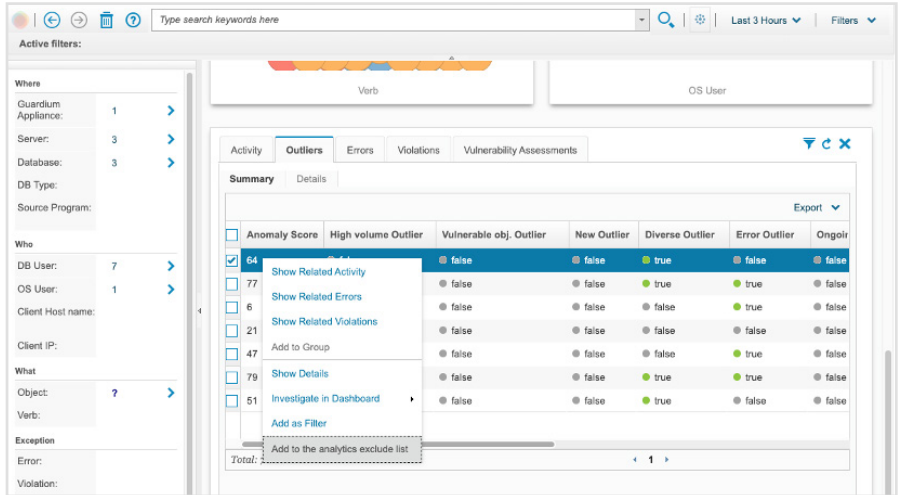 Type search keywords here
Last 3 Hours
Filters
Active filters:
Where
Guardium
Appliance:
1
Server:
3
Database:
3
DB Type:
Source Program:
Who
DB User:
7
OS User:
1
Client Host name:
Client IP:
What
Object:
?
Verb:
Exception
Error:
Violation:
Verb
OS User
Activity Outliers Errors Violations Vulnerability Assessments
Summary Details
Export
Anomaly Score High volume Outlier Vulnerable obj. Outlier New Outlier Diverse Outlier Error Outlier Ongoin
64 false false true false false
77 false false true true false
6 false false false true false
21 false false false false false
47 false false false true false
79 false false true true false
51 false false true false false
Show Related Activity
Show Related Errors
Show Related Violations
Add to Group
Show Details
Investigate in Dashboard
Add as Filter
Add to the analytics exclude list
Total:
1